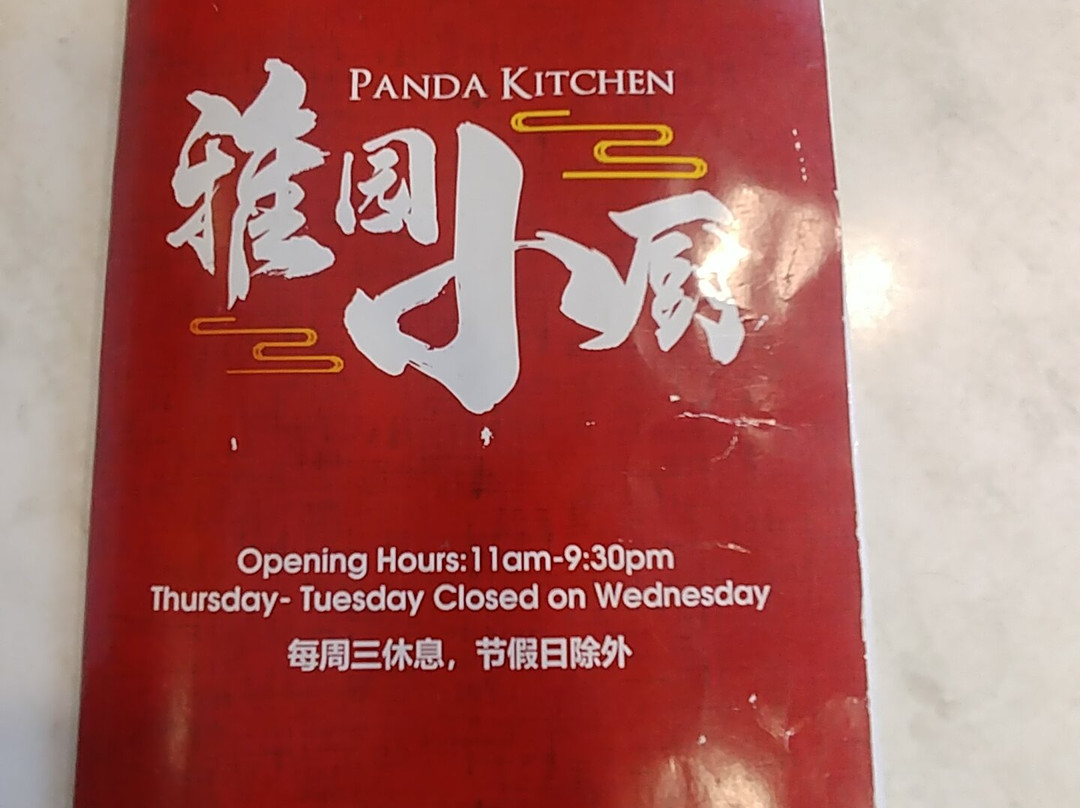 PANDA KITCHEN
雅园小厨
Opening Hours:11am-9:30pm
Thursday- Tuesday Closed on Wednesday
每周三休息，节假日除外